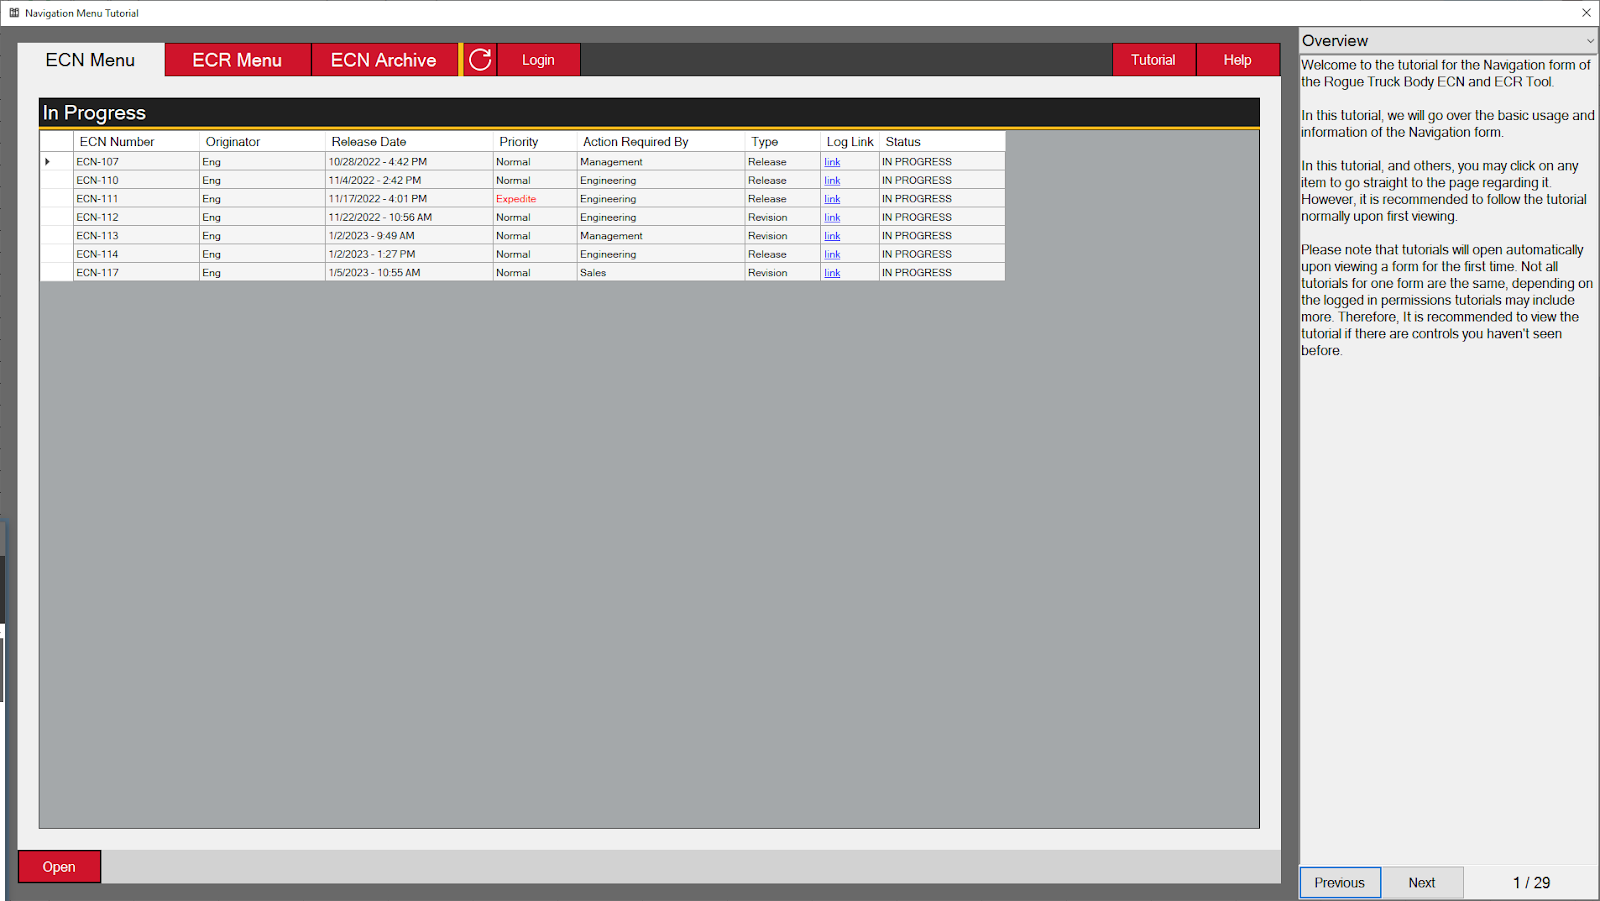 Navigation Menu Tutorial
ECN Menu ECR Menu ECN Archive Login Tutorial Help
In Progress
ECN Number Originator Release Date Priority Action Required By Type Log Link Status
ECN-107 Eng 10/28/2022 - 4:42 PM Normal Management Release link IN PROGRESS
ECN-110 Eng 11/4/2022 - 2:42 PM Normal Engineering Release link IN PROGRESS
ECN-111 Eng 11/17/2022 - 4:01 PM Expedite Engineering Release link IN PROGRESS
ECN-112 Eng 11/22/2022 - 10:56 AM Normal Engineering Revision link IN PROGRESS
ECN-113 Eng 1/2/2023 - 9:49 AM Normal Management Revision link IN PROGRESS
ECN-114 Eng 1/2/2023 - 1:27 PM Normal Engineering Release link IN PROGRESS
ECN-117 Eng 1/5/2023 - 10:55 AM Normal Sales Revision link IN PROGRESS
Open
Overview
Welcome to the tutorial for the Navigation form of
the Rogue Truck Body ECN and ECR Tool.
In this tutorial, we will go over the basic usage and
information of the Navigation form.
In this tutorial, and others, you may click on any
item to go straight to the page regarding it.
However, it is recommended to follow the tutorial
normally upon first viewing.
Please note that tutorials will open automatically
upon viewing a form for the first time. Not all
tutorials for one form are the same, depending on
the logged in permissions tutorials may include
more. Therefore, It is recommended to view the
tutorial if there are controls you haven't seen
before.
Previous Next 1 / 29